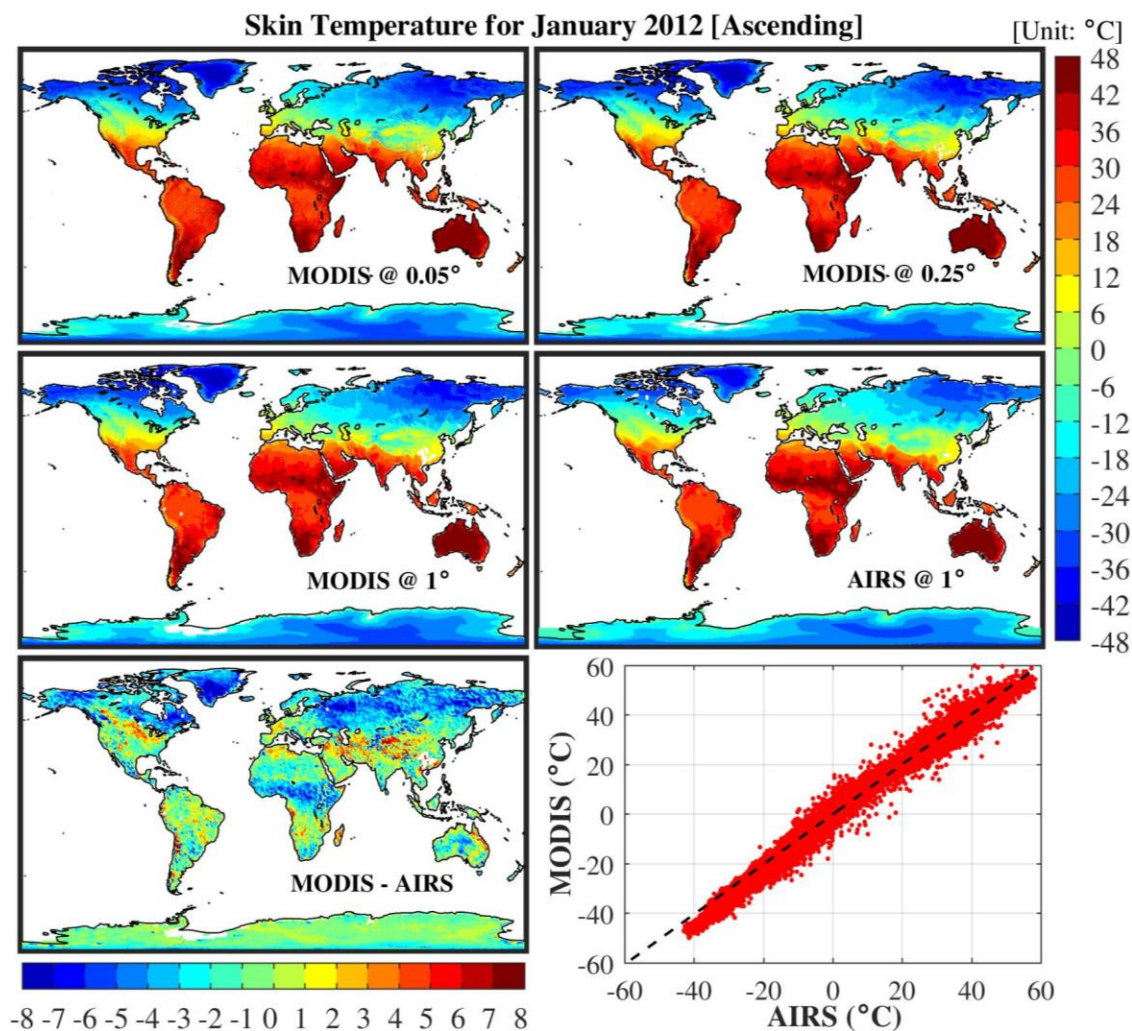 Skin Temperature for January 2012 [Ascending]
[Unit: °C]
48
42
36
30
24
18
12
6
0
-6
-12
-18
-24
-30
-36
-42
-48
MODIS @ 0.05°
MODIS @ 0.25°
MODIS @ 1°
AIRS @ 1°
MODIS - AIRS
-8 -7 -6 -5 -4 -3 -2 -1 0 1 2 3 4 5 6 7 8
MODIS (°C)
60
40
20
0
-20
-40
-60
-60 -40 -20 0 20 40 60
AIRS (°C)